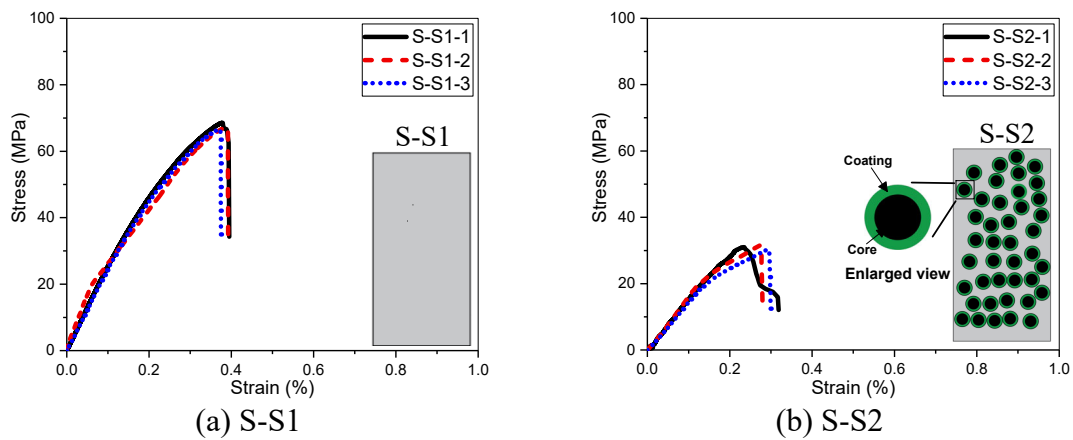 100
80
60
40
20
0
Stress (MPa)
S-S1-1
S-S1-2
S-S1-3
S-S1
0.0 0.2 0.4 0.6 0.8 1.0
Strain (%)
(a) S-S1
100
80
60
40
20
0
Stress (MPa)
S-S2-1
S-S2-2
S-S2-3
S-S2
Coating
Core
Enlarged view
0.0 0.2 0.4 0.6 0.8 1.0
Strain (%)
(b) S-S2